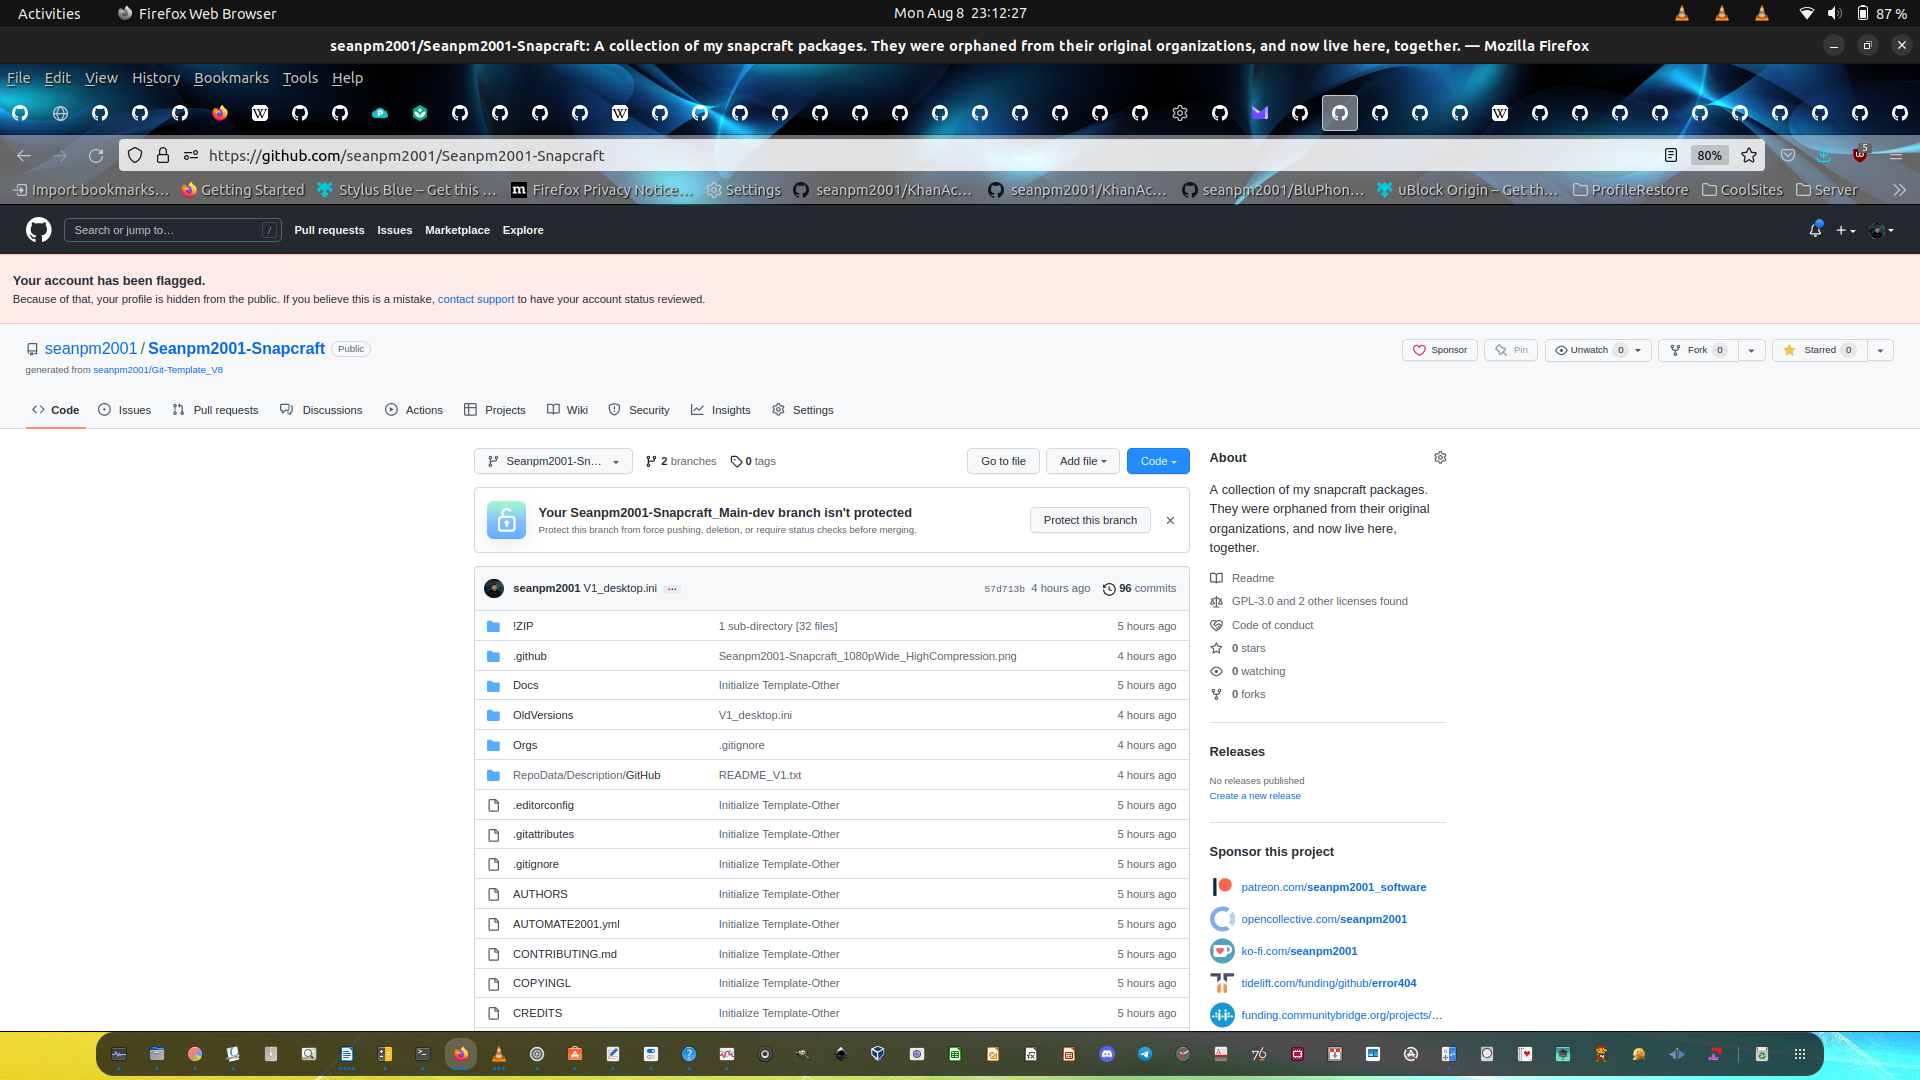 Activities
Firefox Web Browser
Mon Aug 8 23:12:27
87 %
seanpm2001/Seanpm2001-Snapcraft: A collection of my snapcraft packages. They were orphaned from their original organizations, and now live here, together. — Mozilla Firefox
File Edit View History Bookmarks Tools Help
https://github.com/seanpm2001/Seanpm2001-Snapcraft
80%
5
Import bookmarks…
Getting Started
Stylus Blue – Get this …
Firefox Privacy Notice…
Settings
seanpm2001/KhanAc…
seanpm2001/KhanAc…
seanpm2001/BluPhon…
uBlock Origin – Get th…
ProfileRestore
CoolSites
Server
Search or jump to…
/
Pull requests
Issues
Marketplace
Explore
Your account has been flagged.
Because of that, your profile is hidden from the public. If you believe this is a mistake, contact support to have your account status reviewed.
seanpm2001 / Seanpm2001-Snapcraft Public
generated from seanpm2001/Git-Template_V8
Sponsor
Pin
Unwatch 0
Fork 0
Starred 0
Code
Issues
Pull requests
Discussions
Actions
Projects
Wiki
Security
Insights
Settings
Seanpm2001-Sn…
2 branches
0 tags
Go to file
Add file
Code
Your Seanpm2001-Snapcraft_Main-dev branch isn't protected
Protect this branch from force pushing, deletion, or require status checks before merging.
Protect this branch
seanpm2001 V1_desktop.ini …
57d713b 4 hours ago
96 commits
!ZIP 1 sub-directory [32 files] 5 hours ago
.github Seanpm2001-Snapcraft_1080pWide_HighCompression.png 4 hours ago
Docs Initialize Template-Other 5 hours ago
OldVersions V1_desktop.ini 4 hours ago
Orgs .gitignore 4 hours ago
RepoData/Description/GitHub README_V1.txt 4 hours ago
.editorconfig Initialize Template-Other 5 hours ago
.gitattributes Initialize Template-Other 5 hours ago
.gitignore Initialize Template-Other 5 hours ago
AUTHORS Initialize Template-Other 5 hours ago
AUTOMATE2001.yml Initialize Template-Other 5 hours ago
CONTRIBUTING.md Initialize Template-Other 5 hours ago
COPYINGL Initialize Template-Other 5 hours ago
CREDITS Initialize Template-Other 5 hours ago
About
A collection of my snapcraft packages.
They were orphaned from their original
organizations, and now live here,
together.
Readme
GPL-3.0 and 2 other licenses found
Code of conduct
0 stars
0 watching
0 forks
Releases
No releases published
Create a new release
Sponsor this project
patreon.com/seanpm2001_software
opencollective.com/seanpm2001
ko-fi.com/seanpm2001
tidelift.com/funding/github/error404
funding.communitybridge.org/projects/…